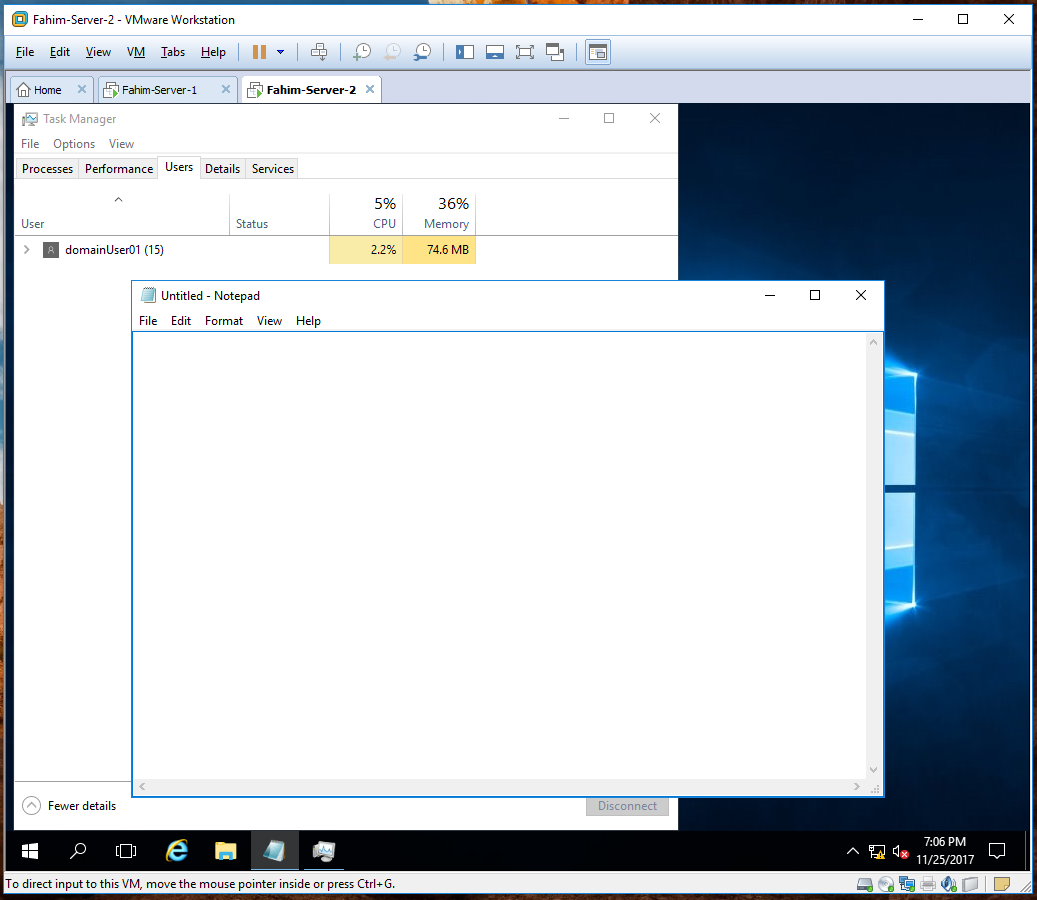 Fahim-Server-2 - VMware Workstation
File Edit View VM Tabs Help
Home Fahim-Server-1 Fahim-Server-2
Task Manager
File Options View
Processes Performance Users Details Services
5% 36%
User Status CPU Memory
domainUser01 (15) 2.2% 74.6 MB
Untitled - Notepad
File Edit Format View Help
Fewer details Disconnect
7:06 PM
11/25/2017
To direct input to this VM, move the mouse pointer inside or press Ctrl+G.